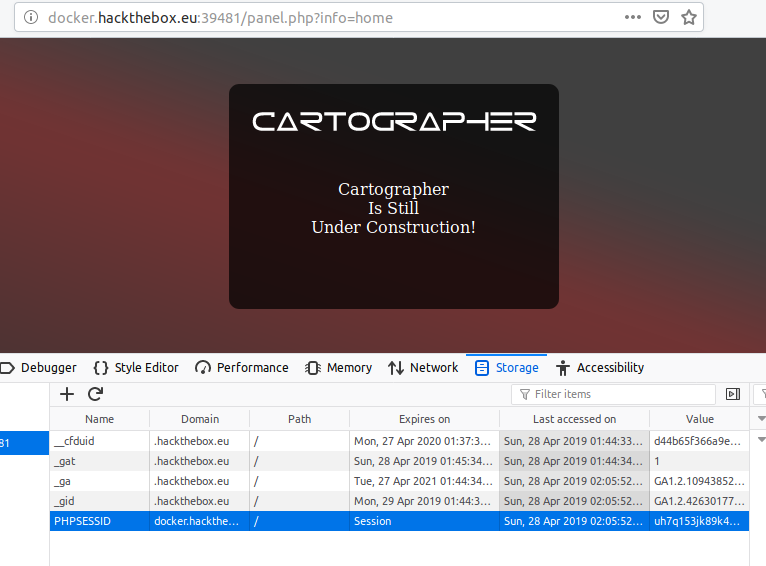 docker.hackthebox.eu:39481/panel.php?info=home
CARTOGRAPHER
Cartographer
Is Still
Under Construction!
Debugger Style Editor Performance Memory Network Storage Accessibility
Filter items
Name Domain Path Expires on Last accessed on Value
81
__cfduid .hackthebox.eu / Mon, 27 Apr 2020 01:37:3... Sun, 28 Apr 2019 01:44:33... d44b65f366a9e...
_gat .hackthebox.eu / Sun, 28 Apr 2019 01:45:34... Sun, 28 Apr 2019 01:44:34... 1
_ga .hackthebox.eu / Tue, 27 Apr 2021 01:44:34... Sun, 28 Apr 2019 02:05:52... GA1.2.10943852...
_gid .hackthebox.eu / Mon, 29 Apr 2019 01:44:3... Sun, 28 Apr 2019 02:05:52... GA1.2.42630177...
PHPSESSID docker.hackthe... / Session Sun, 28 Apr 2019 02:05:52... uh7q153jk89k4...